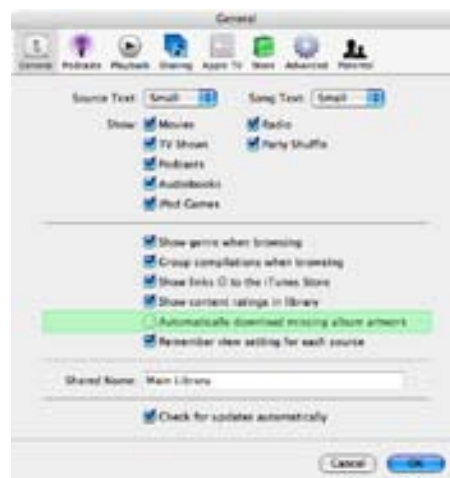 General
General Podcasts Playback Sharing Apple TV Store Advanced Parental
Source Text: Small Song Text: Small
Show: Movies Radio
TV Shows Party Shuffle
Podcasts
Audiobooks
iPod Games
Show genre when browsing
Group compilations when browsing
Show links to the iTunes Store
Show content ratings in library
Automatically download missing album artwork
Remember view setting for each source
Shared Name: Main Library
Check for updates automatically
Cancel OK